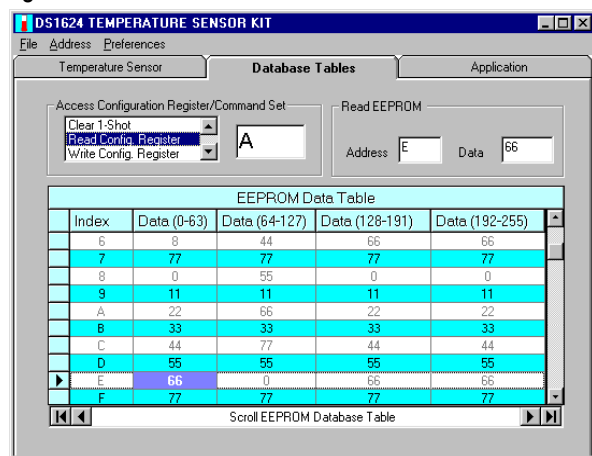 DS1624 TEMPERATURE SENSOR KIT
File Address Preferences
Temperature Sensor Database Tables Application
Access Configuration Register/Command Set Read EEPROM
Clear 1-Shot
Read Config. Register A Address E Data 66
Write Config. Register
EEPROM Data Table
Index Data (0-63) Data (64-127) Data (128-191) Data (192-255)
6 8 44 66 66
7 77 77 77 77
8 0 55 0 0
9 11 11 11 11
A 22 66 22 22
B 33 33 33 33
C 44 77 44 44
D 55 55 55 55
E 66 0 66 66
F 77 77 77 77
Scroll EEPROM Database Table